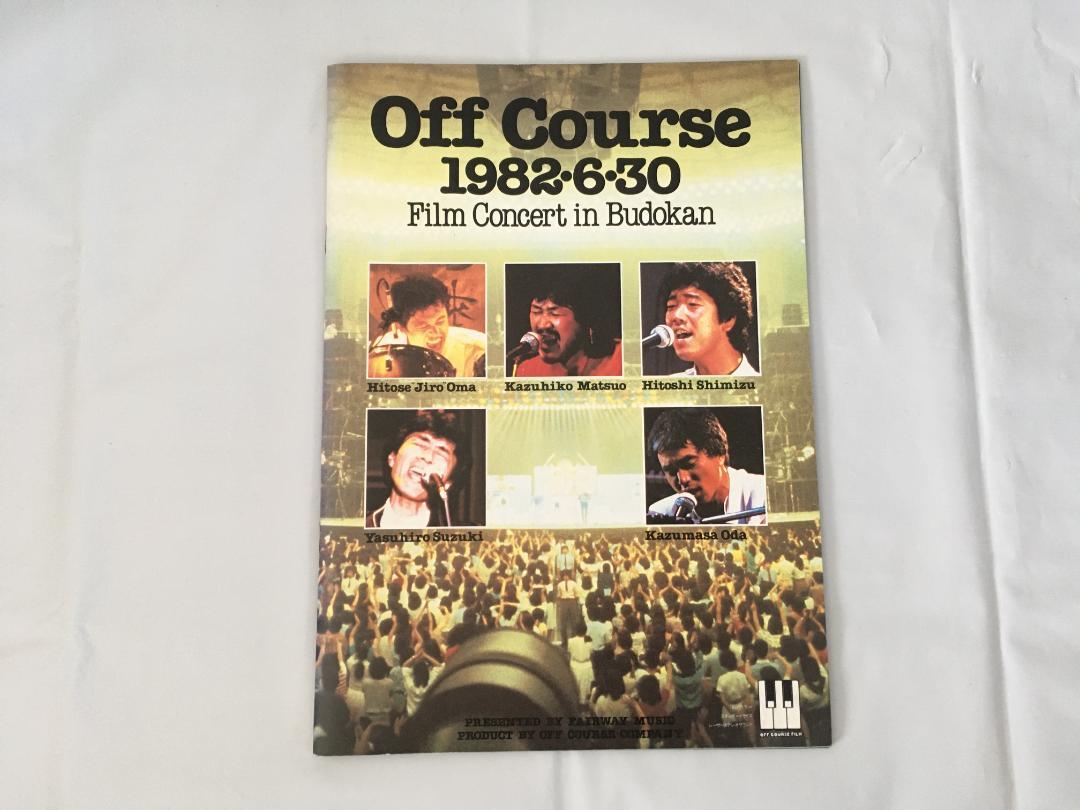 Off Course
1982・6・30
Film Concert in Budokan
Hitose"Jiro"Oma
Kazuhiko Matsuo
Hitoshi Shimizu
Yasuhiro Suzuki
Kazumasa Oda
PRESENTED BY FAIRWAY MUSIC
PRODUCT BY OFF COURSE COMPANY
OFF COURSE FILM